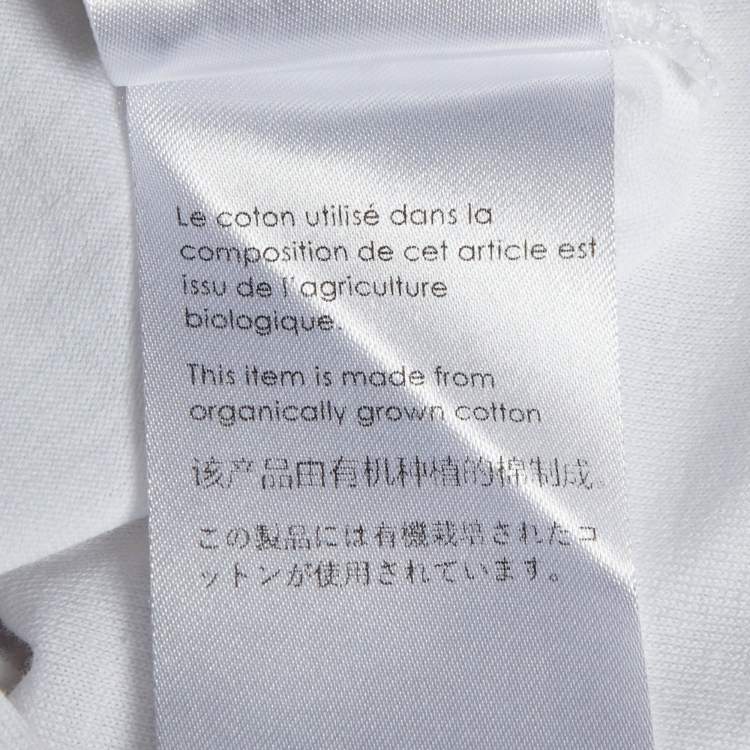 Le coton utilisé dans la
composition de cet article est
issu de l'agriculture
biologique.
This item is made from
organically grown cotton
该产品由有机种植的棉制成。
この製品には有機栽培されたコ
ットンが使用されています。